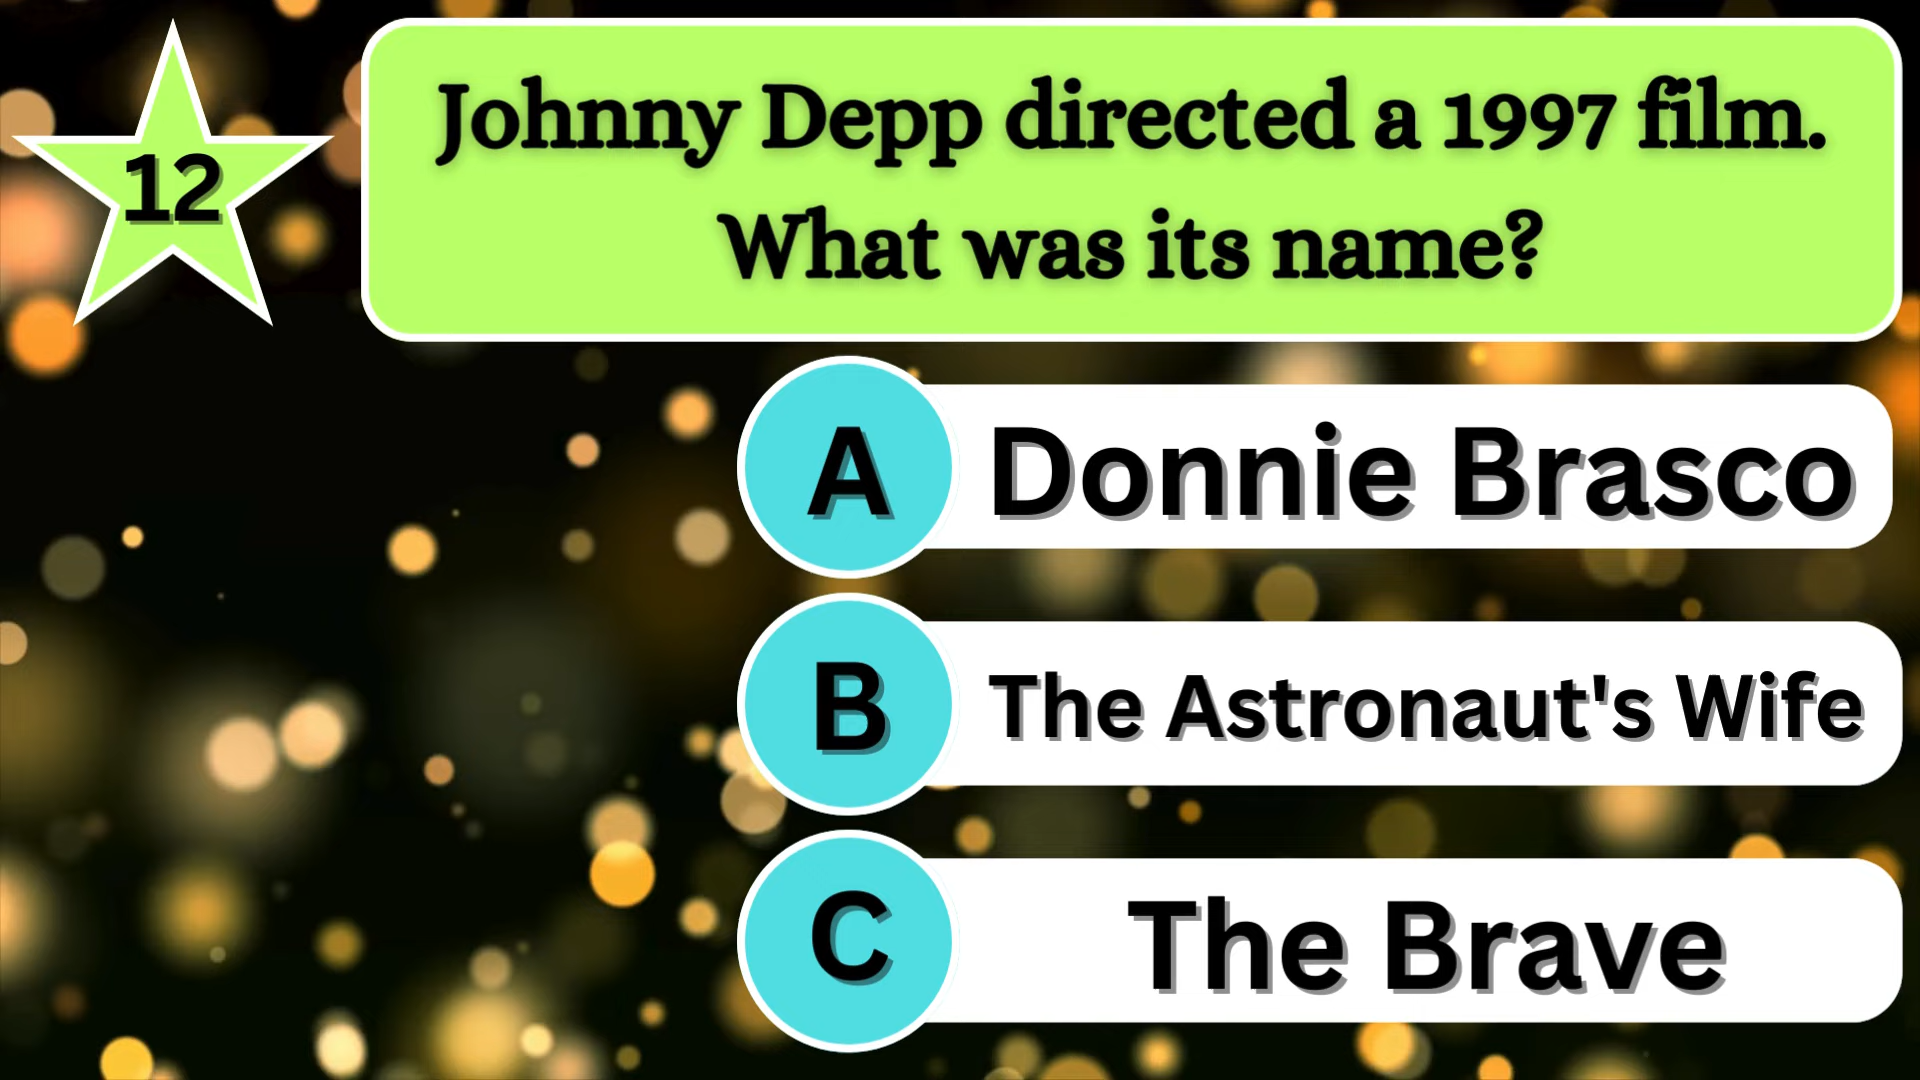 12
Johnny Depp directed a 1997 film.
What was its name?
A
Donnie Brasco
B
The Astronaut's Wife
C
The Brave